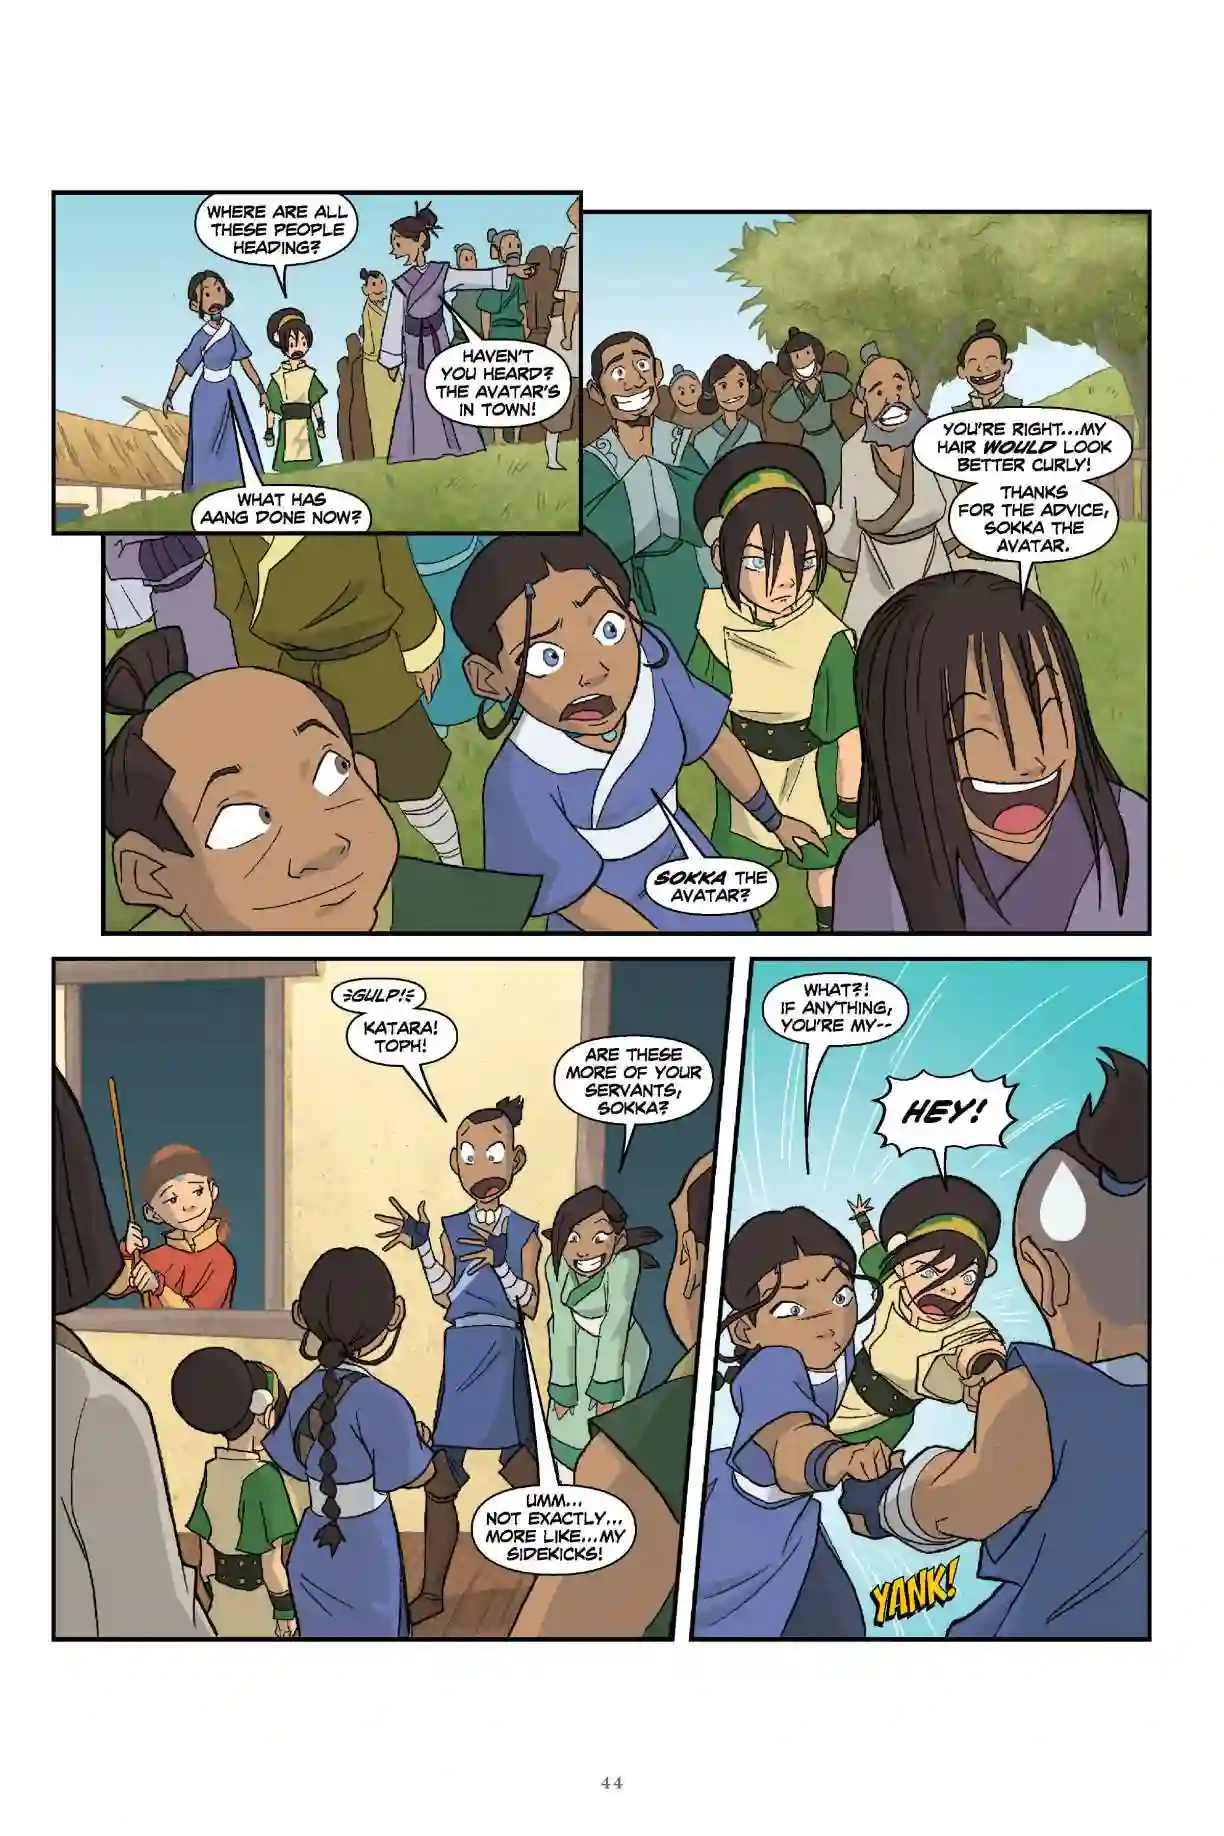 WHERE ARE ALL
THESE PEOPLE
HEADING?
HAVEN'T
YOU HEARD?
THE AVATAR'S
IN TOWN!
WHAT HAS
AANG DONE NOW?
YOU'RE RIGHT...MY
HAIR WOULD LOOK
BETTER CURLY!
THANKS
FOR THE ADVICE,
SOKKA THE
AVATAR.
SOKKA THE
AVATAR?
GULP!
KATARA!
TOPH!
ARE THESE
MORE OF YOUR
SERVANTS,
SOKKA?
UMM...
NOT EXACTLY...
MORE LIKE...MY
SIDEKICKS!
WHAT?!
IF ANYTHING,
YOU'RE MY--
HEY!
YANK!
44